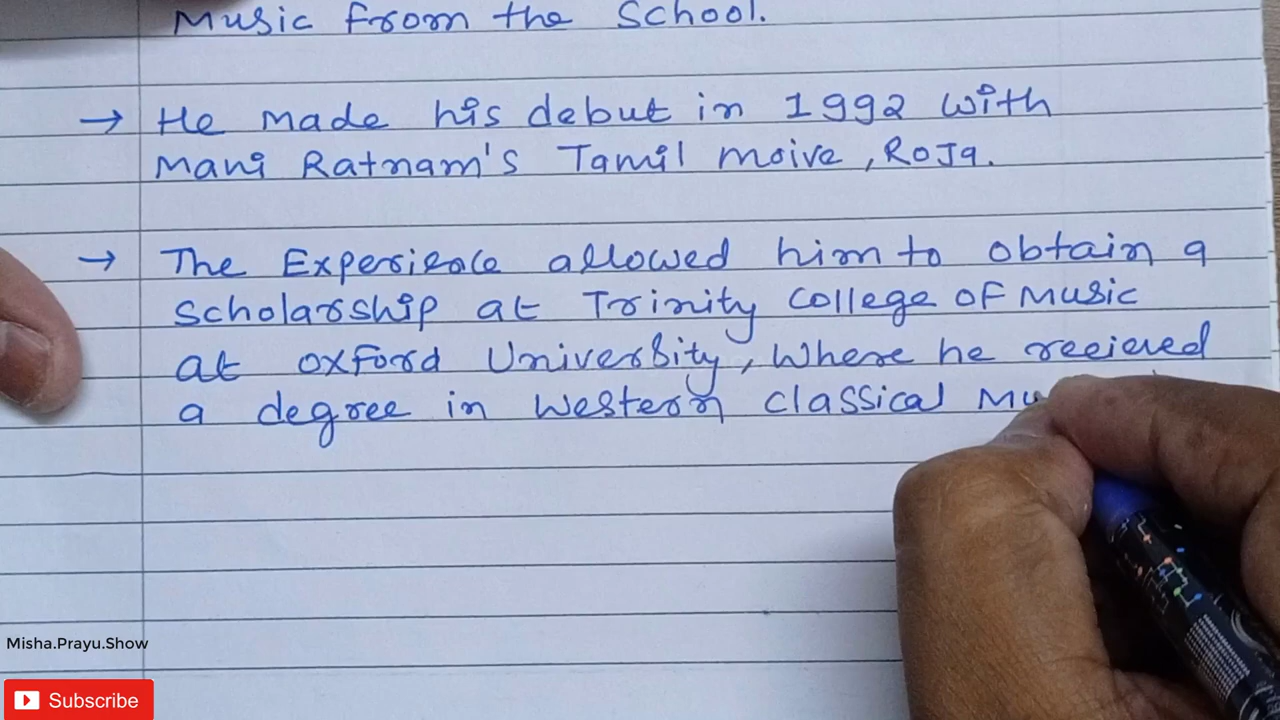 Music from the School.
→ He made his debut in 1992 with
Mani Ratnam's Tamil moive, Roja.
→ The Experience allowed him to obtain a
Scholarship at Trinity College of Music
at oxford University, Where he received
a degree in Western classical Mu
Misha.Prayu.Show
Subscribe